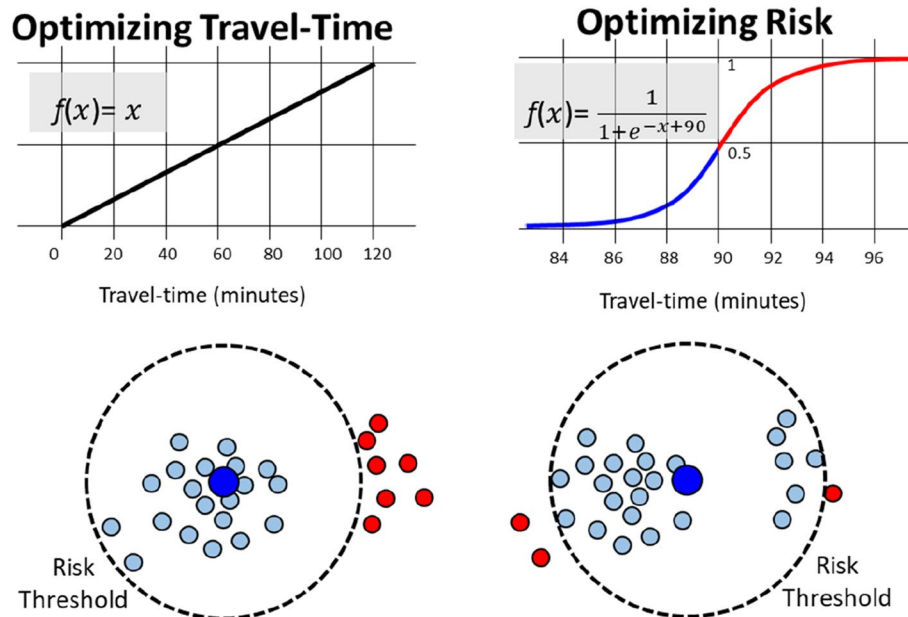 Optimizing Travel-Time
f(x)= x
0 20 40 60 80 100 120
Travel-time (minutes)
Optimizing Risk
f(x)= 1 / 1+e^{−x+90}
1
0.5
84 86 88 90 92 94 96
Travel-time (minutes)
Risk
Threshold
Risk
Threshold